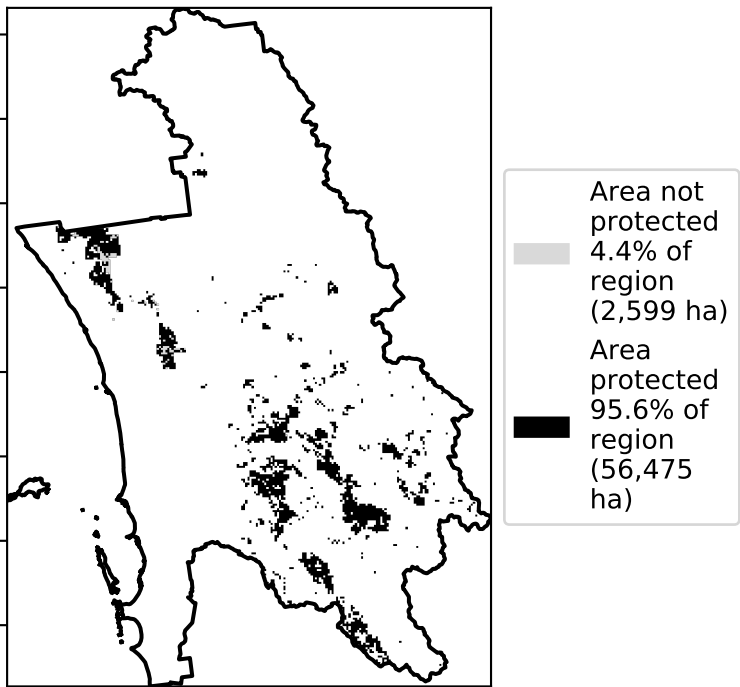 Area not
protected
4.4% of
region
(2,599 ha)
Area
protected
95.6% of
region
(56,475
ha)